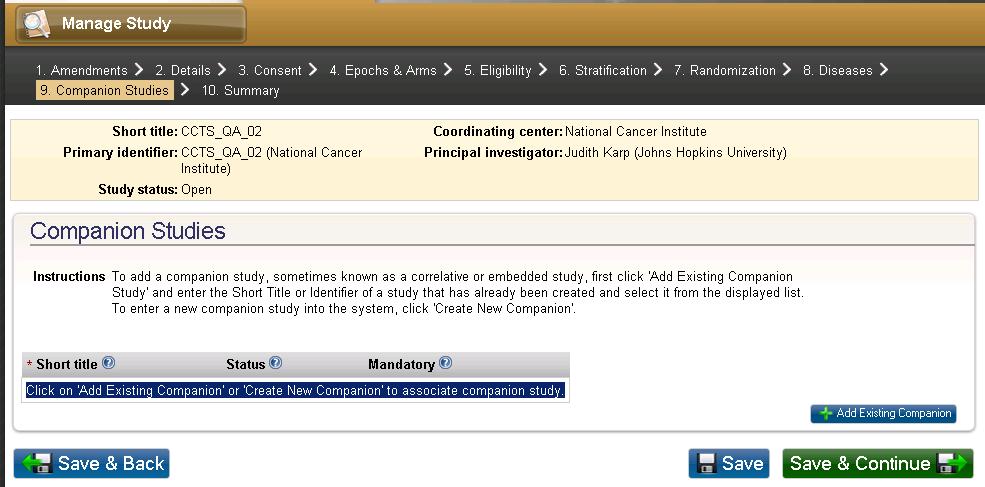 Manage Study
1. Amendments 2. Details 3. Consent 4. Epochs & Arms 5. Eligibility 6. Stratification 7. Randomization 8. Diseases
9. Companion Studies 10. Summary
Short title: CCTS_QA_02 Coordinating center: National Cancer Institute
Primary identifier: CCTS_QA_02 (National Cancer Principal investigator: Judith Karp (Johns Hopkins University)
Institute)
Study status: Open
Companion Studies
Instructions To add a companion study, sometimes known as a correlative or embedded study, first click 'Add Existing Companion
Study' and enter the Short Title or Identifier of a study that has already been created and select it from the displayed list.
To enter a new companion study into the system, click 'Create New Companion'.
* Short title ? Status ? Mandatory ?
Click on 'Add Existing Companion' or 'Create New Companion' to associate companion study.
Add Existing Companion
Save & Back Save Save & Continue